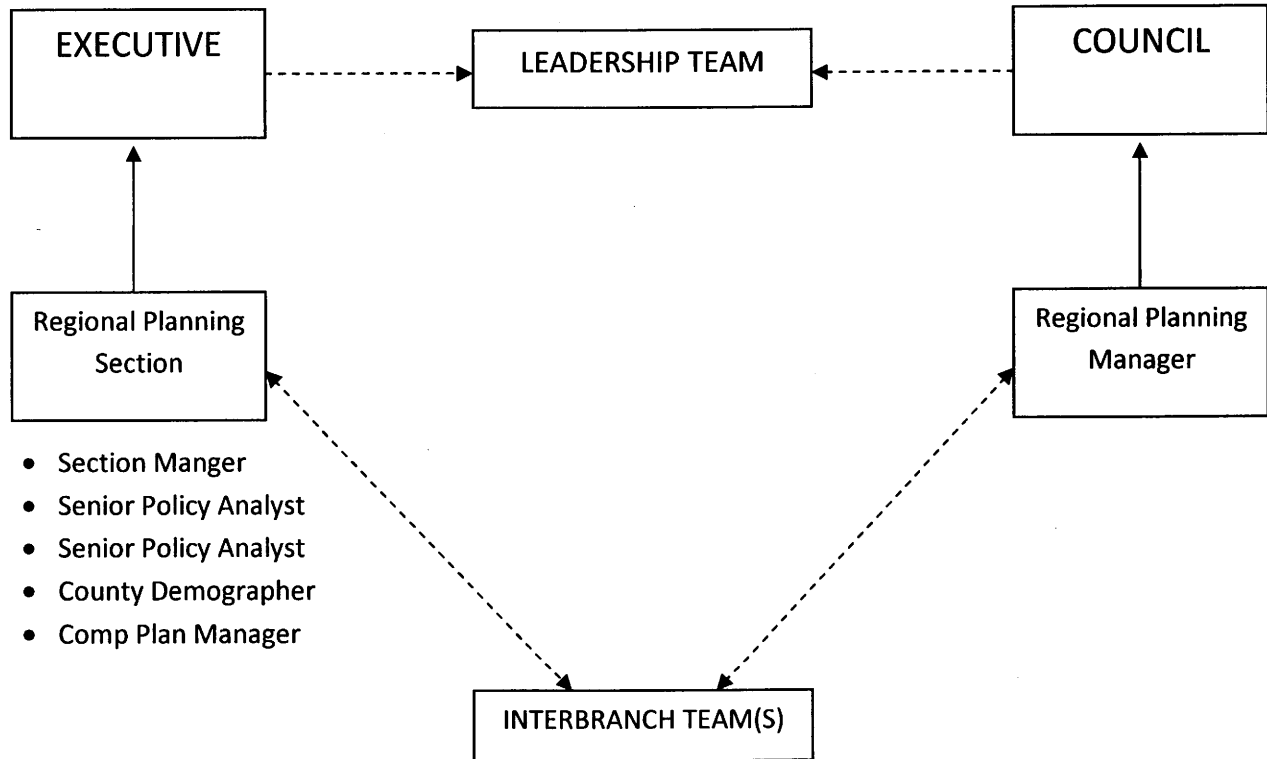 EXECUTIVE
LEADERSHIP TEAM
COUNCIL
Regional Planning
Section
Regional Planning
Manager
• Section Manger
• Senior Policy Analyst
• Senior Policy Analyst
• County Demographer
• Comp Plan Manager
INTERBRANCH TEAM(S)